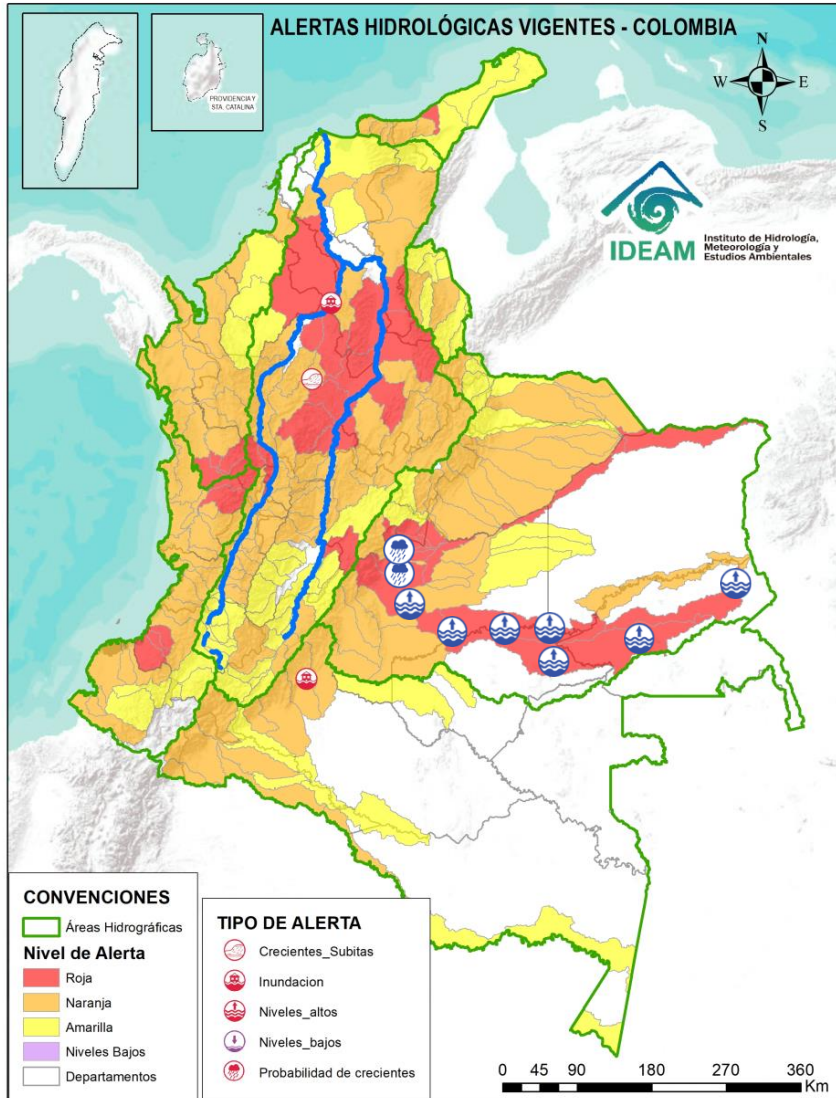 ALERTAS HIDROLÓGICAS VIGENTES - COLOMBIA
PROVIDENCIA Y
STA. CATALINA
N
W
E
S
IDEAM
Instituto de Hidrología,
Meteorología y
Estudios Ambientales
CONVENCIONES
Áreas Hidrográficas
Nivel de Alerta
Roja
Naranja
Amarilla
Niveles Bajos
Departamentos
TIPO DE ALERTA
Crecientes_Subitas
Inundacion
Niveles_altos
Niveles_bajos
Probabilidad de crecientes
0 45 90 180 270 360
Km